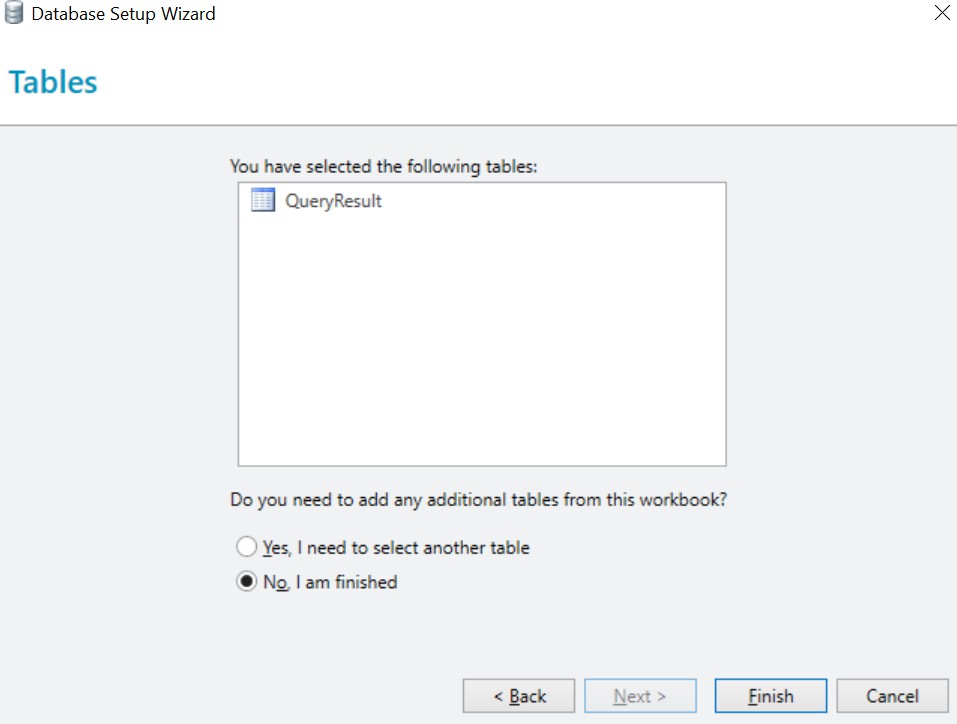 Database Setup Wizard
Tables
You have selected the following tables:
QueryResult
Do you need to add any additional tables from this workbook?
Yes, I need to select another table
No, I am finished
< Back
Next >
Finish
Cancel